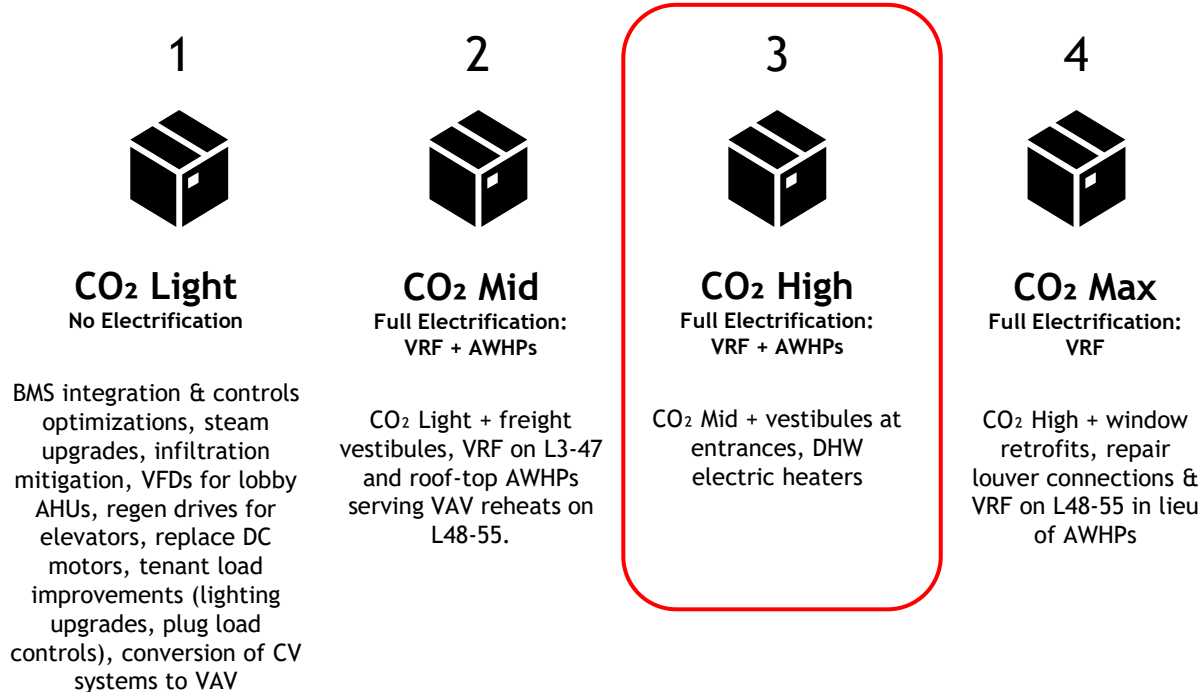 1
CO₂ Light
No Electrification
BMS integration & controls
optimizations, steam
upgrades, infiltration
mitigation, VFDs for lobby
AHUs, regen drives for
elevators, replace DC
motors, tenant load
improvements (lighting
upgrades, plug load
controls), conversion of CV
systems to VAV
2
CO₂ Mid
Full Electrification:
VRF + AWHPs
CO₂ Light + freight
vestibules, VRF on L3-47
and roof-top AWHPs
serving VAV reheats on
L48-55.
3
CO₂ High
Full Electrification:
VRF + AWHPs
CO₂ Mid + vestibules at
entrances, DHW
electric heaters
4
CO₂ Max
Full Electrification:
VRF
CO₂ High + window
retrofits, repair
louver connections &
VRF on L48-55 in lieu
of AWHPs